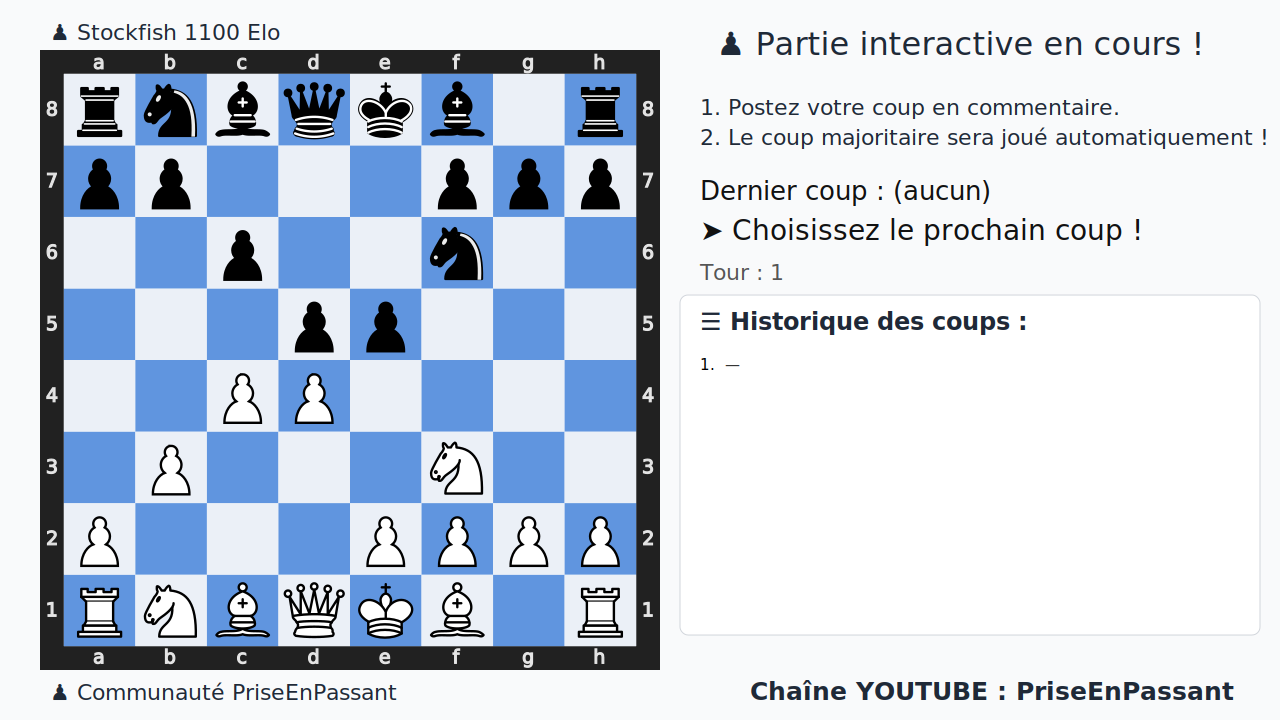 ♟ Stockfish 1100 Elo
a b c d e f g h
8 8
7 7
6 6
5 5
4 4
3 3
2 2
1 1
a b c d e f g h
♟ Communauté PriseEnPassant
♟ Partie interactive en cours !
1. Postez votre coup en commentaire.
2. Le coup majoritaire sera joué automatiquement !
Dernier coup : (aucun)
➤ Choisissez le prochain coup !
Tour : 1
☰ Historique des coups :
1. —
Chaîne YOUTUBE : PriseEnPassant